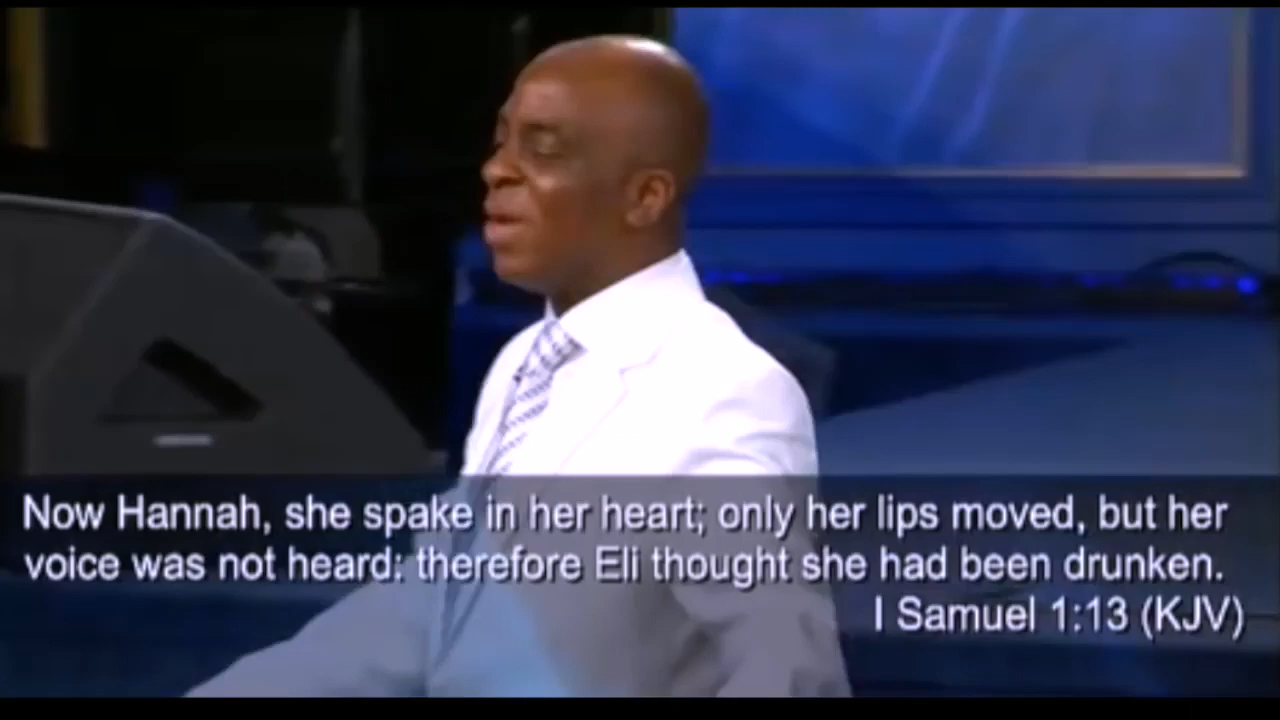 Now Hannah, she spake in her heart; only her lips moved, but her
voice was not heard: therefore Eli thought she had been drunken.
I Samuel 1:13 (KJV)